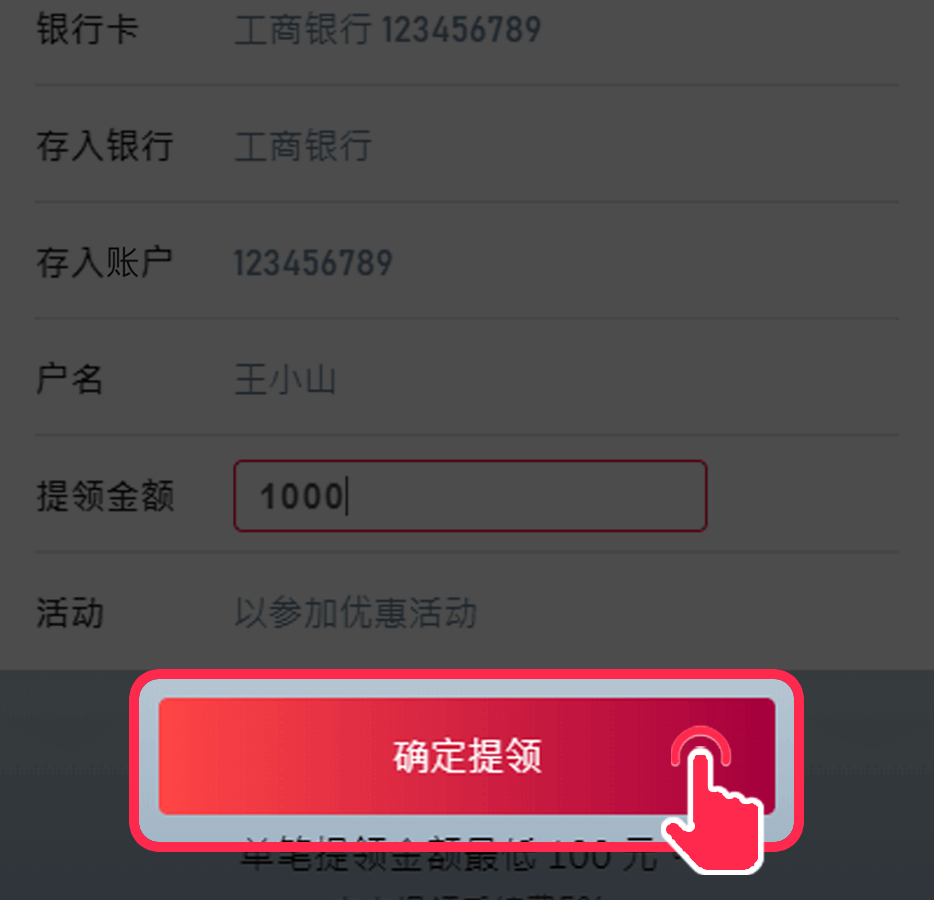 银行卡 工商银行 123456789
存入银行 工商银行
存入账户 123456789
户名 王小山
提领金额 1000
活动 以参加优惠活动
确定提领
单笔提领金额最低 100 元